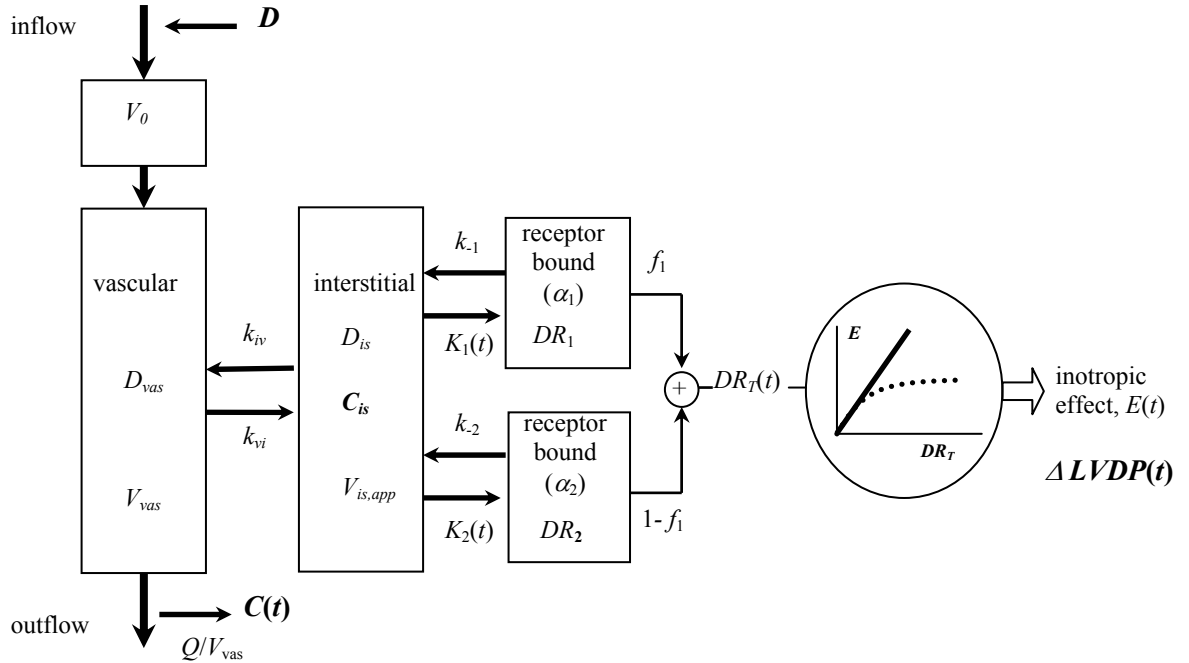 inflow
D
V0
vascular
Dvas
Vvas
kiv
kvi
interstitial
Dis
Cis
Vis,app
k-1
K1(t)
receptor
bound
(α1)
DR1
f1
k-2
K2(t)
receptor
bound
(α2)
DR2
1- f1
+
DRT(t)
E
DRT
inotropic
effect, E(t)
Δ LVDP(t)
outflow
C(t)
Q/Vvas